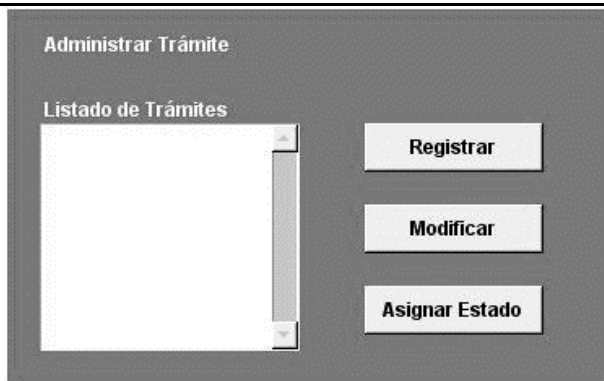 Administrar Trámite
Listado de Trámites
Registrar
Modificar
Asignar Estado